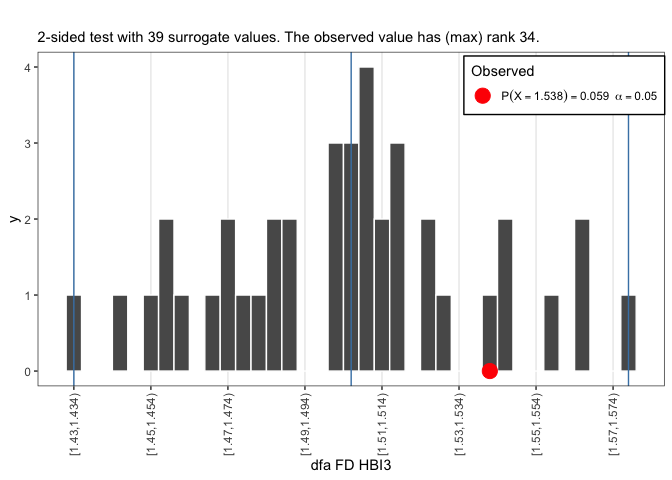 2-sided test with 39 surrogate values. The observed value has (max) rank 34.
Observed
P(X = 1.538) = 0.059 α = 0.05
y
4
3
2
1
0
[1.43,1.434)
[1.45,1.454)
[1.47,1.474)
[1.49,1.494)
[1.51,1.514)
[1.53,1.534)
[1.55,1.554)
[1.57,1.574)
dfa FD HBI3